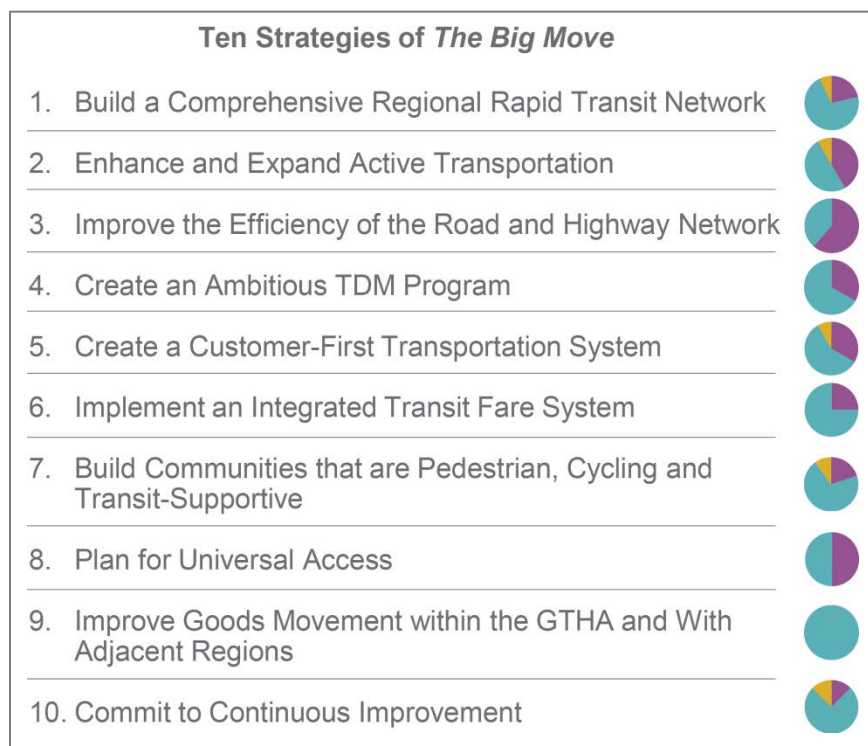 Ten Strategies of The Big Move
1. Build a Comprehensive Regional Rapid Transit Network
2. Enhance and Expand Active Transportation
3. Improve the Efficiency of the Road and Highway Network
4. Create an Ambitious TDM Program
5. Create a Customer-First Transportation System
6. Implement an Integrated Transit Fare System
7. Build Communities that are Pedestrian, Cycling and
Transit-Supportive
8. Plan for Universal Access
9. Improve Goods Movement within the GTHA and With
Adjacent Regions
10. Commit to Continuous Improvement